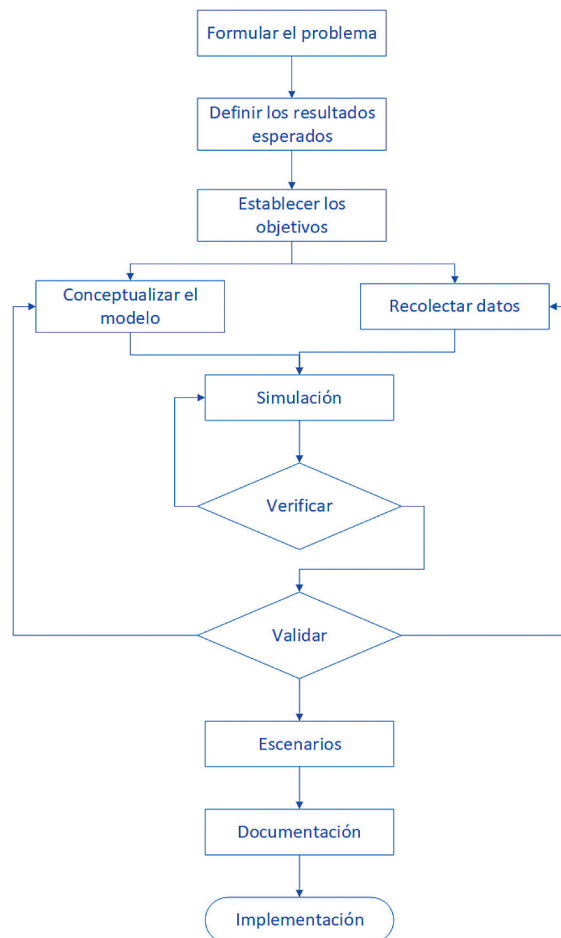 Formular el problema
Definir los resultados
esperados
Establecer los
objetivos
Conceptualizar el
modelo
Recolectar datos
Simulación
Verificar
Validar
Escenarios
Documentación
Implementación